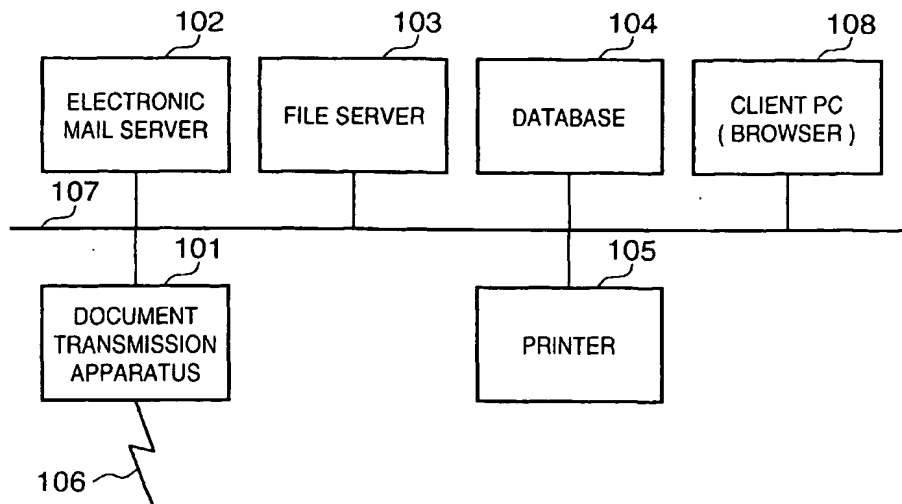 102
103
104
108
ELECTRONIC
MAIL SERVER
FILE SERVER
DATABASE
CLIENT PC
( BROWSER )
107
101
105
DOCUMENT
TRANSMISSION
APPARATUS
PRINTER
106